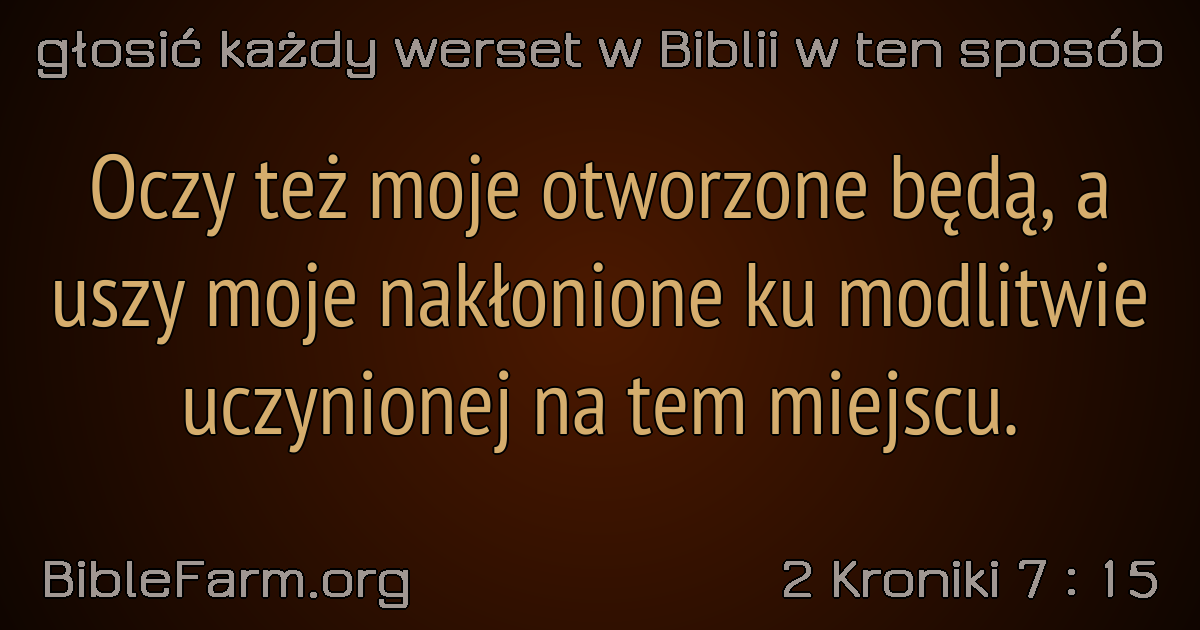 głosić każdy werset w Biblii w ten sposób
Oczy też moje otworzone będą, a
uszy moje nakłonione ku modlitwie
uczynionej na tem miejscu.
BibleFarm.org
2 Kroniki 7 : 15